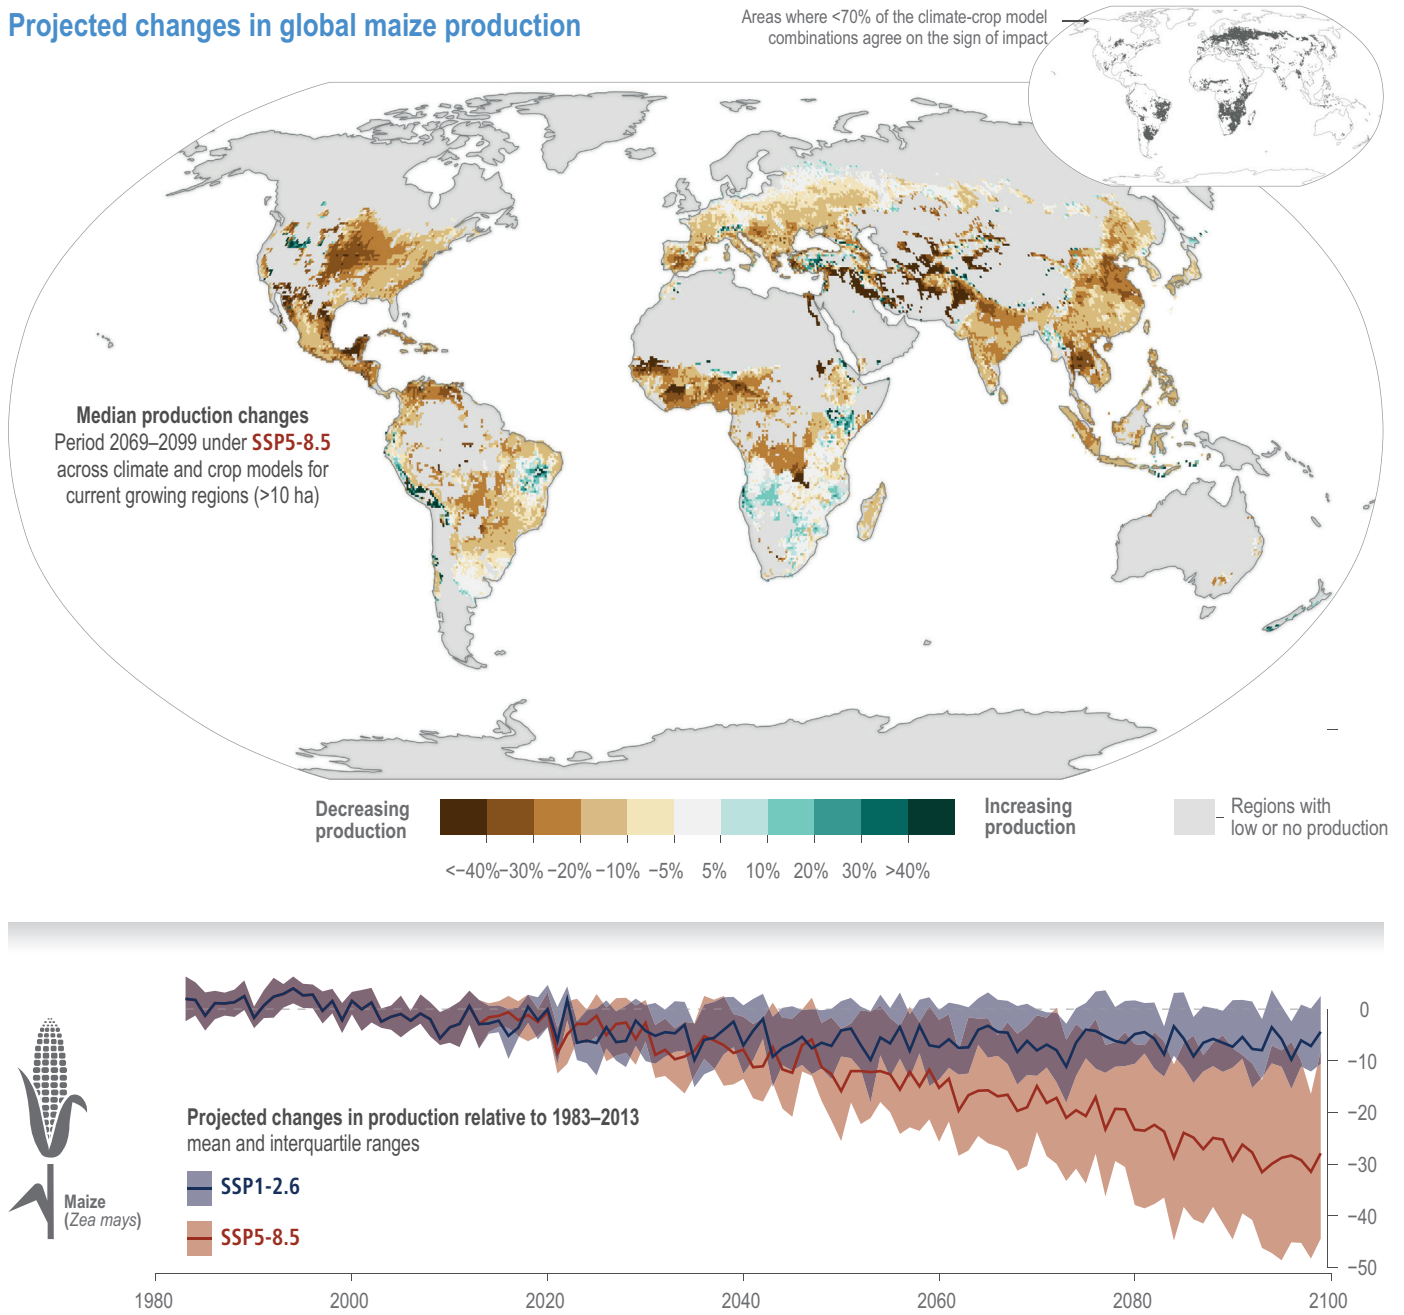 Projected changes in global maize production
Areas where <70% of the climate-crop model
combinations agree on the sign of impact
Median production changes
Period 2069–2099 under SSP5-8.5
across climate and crop models for
current growing regions (>10 ha)
Decreasing
production
<−40% −30% −20% −10% −5% 5% 10% 20% 30% >40%
Increasing
production
Regions with
low or no production
Projected changes in production relative to 1983–2013
mean and interquartile ranges
SSP1-2.6
SSP5-8.5
Maize
(Zea mays)
0
−10
−20
−30
−40
−50
1980 2000 2020 2040 2060 2080 2100